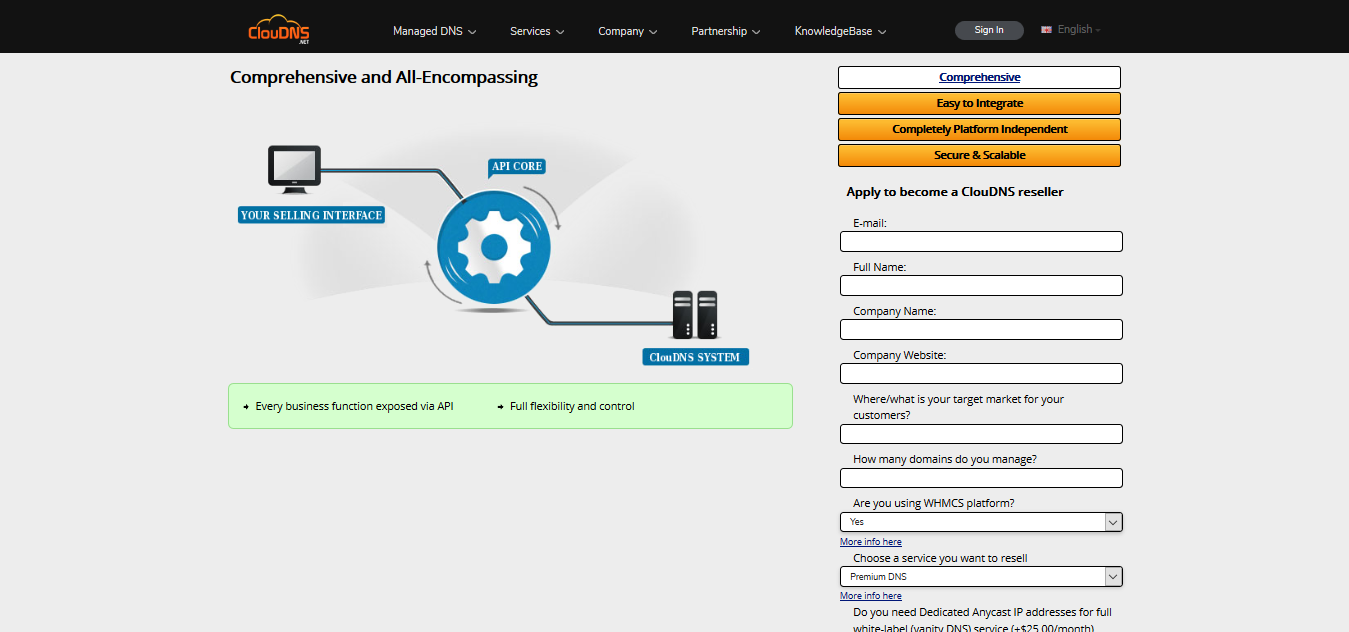 ClouDNS
.NET
Managed DNS
Services
Company
Partnership
KnowledgeBase
Sign In
English
Comprehensive and All-Encompassing
API CORE
YOUR SELLING INTERFACE
ClouDNS SYSTEM
Every business function exposed via API
Full flexibility and control
Comprehensive
Easy to Integrate
Completely Platform Independent
Secure & Scalable
Apply to become a ClouDNS reseller
E-mail:
Full Name:
Company Name:
Company Website:
Where/what is your target market for your
customers?
How many domains do you manage?
Are you using WHMCS platform?
Yes
More info here
Choose a service you want to resell
Premium DNS
More info here
Do you need Dedicated Anycast IP addresses for full
white-label (vanity DNS) service (+$25.00/month)